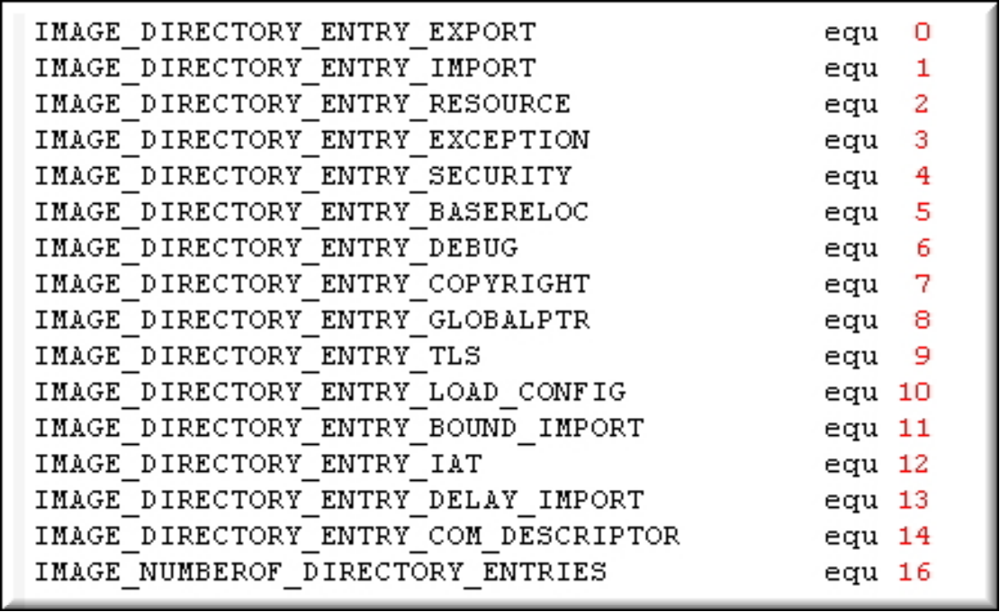 IMAGE_DIRECTORY_ENTRY_EXPORT equ 0
IMAGE_DIRECTORY_ENTRY_IMPORT equ 1
IMAGE_DIRECTORY_ENTRY_RESOURCE equ 2
IMAGE_DIRECTORY_ENTRY_EXCEPTION equ 3
IMAGE_DIRECTORY_ENTRY_SECURITY equ 4
IMAGE_DIRECTORY_ENTRY_BASERELOC equ 5
IMAGE_DIRECTORY_ENTRY_DEBUG equ 6
IMAGE_DIRECTORY_ENTRY_COPYRIGHT equ 7
IMAGE_DIRECTORY_ENTRY_GLOBALPTR equ 8
IMAGE_DIRECTORY_ENTRY_TLS equ 9
IMAGE_DIRECTORY_ENTRY_LOAD_CONFIG equ 10
IMAGE_DIRECTORY_ENTRY_BOUND_IMPORT equ 11
IMAGE_DIRECTORY_ENTRY_IAT equ 12
IMAGE_DIRECTORY_ENTRY_DELAY_IMPORT equ 13
IMAGE_DIRECTORY_ENTRY_COM_DESCRIPTOR equ 14
IMAGE_NUMBEROF_DIRECTORY_ENTRIES equ 16